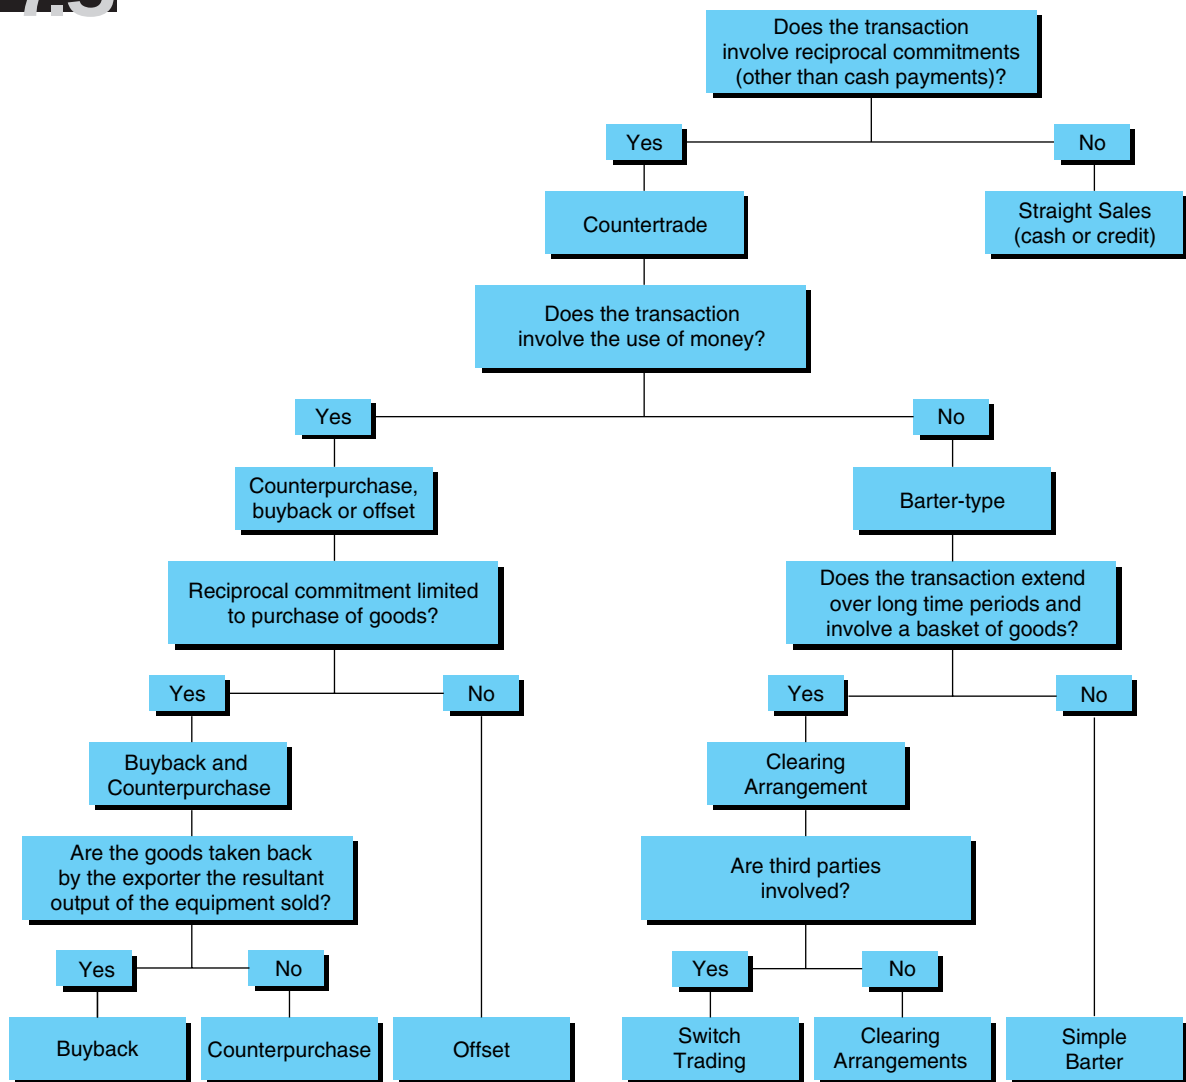 Does the transaction
involve reciprocal commitments
(other than cash payments)?
Yes
No
Countertrade
Straight Sales
(cash or credit)
Does the transaction
involve the use of money?
Yes
No
Counterpurchase,
buyback or offset
Barter-type
Reciprocal commitment limited
to purchase of goods?
Does the transaction extend
over long time periods and
involve a basket of goods?
Yes
No
Yes
No
Buyback and
Counterpurchase
Clearing
Arrangement
Are the goods taken back
by the exporter the resultant
output of the equipment sold?
Are third parties
involved?
Yes
No
Yes
No
Buyback
Counterpurchase
Offset
Switch
Trading
Clearing
Arrangements
Simple
Barter